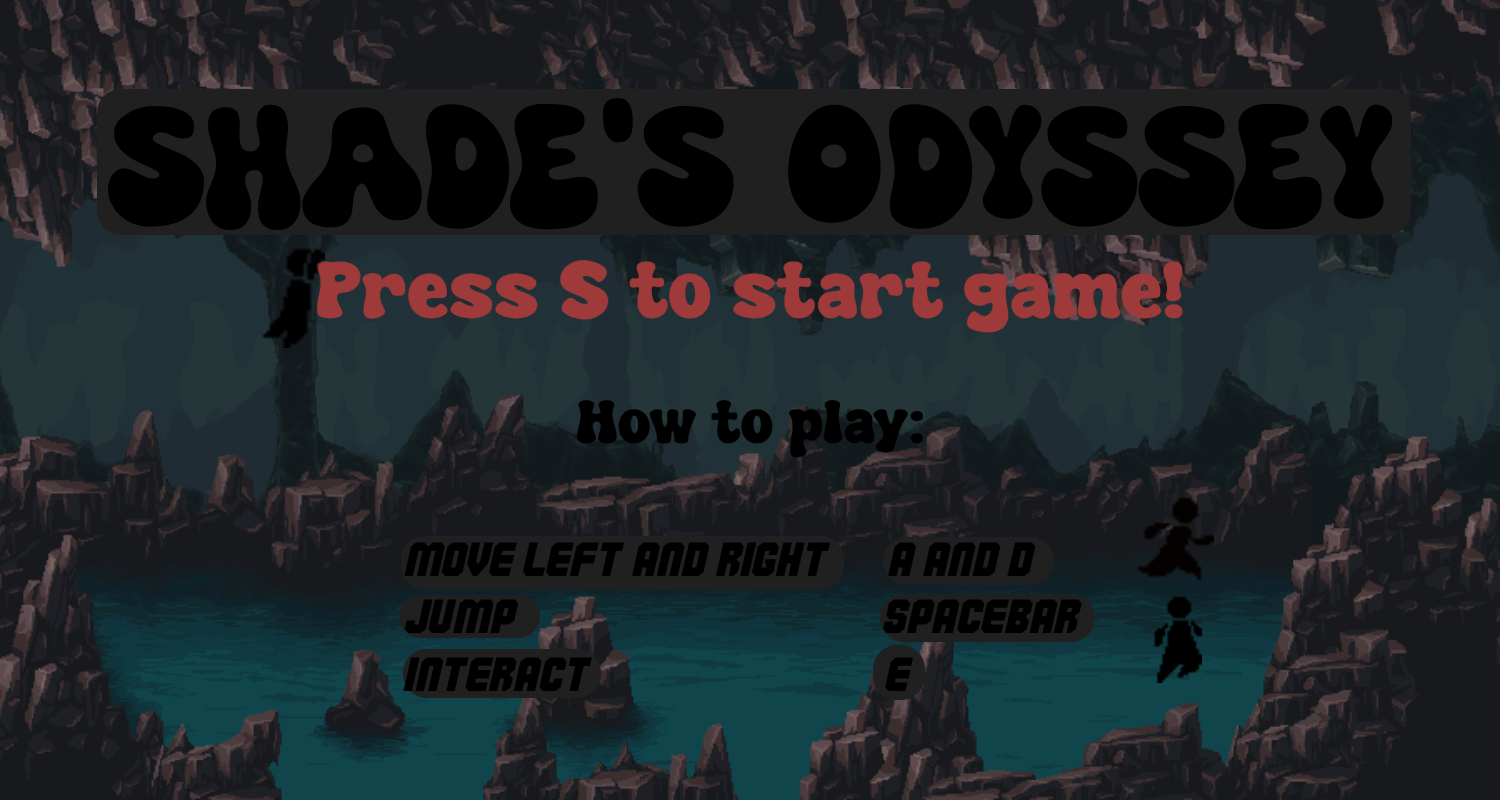 SHADE'S ODYSSEY
Press S to start game!
How to play:
MOVE LEFT AND RIGHT A AND D
JUMP SPACEBAR
INTERACT E